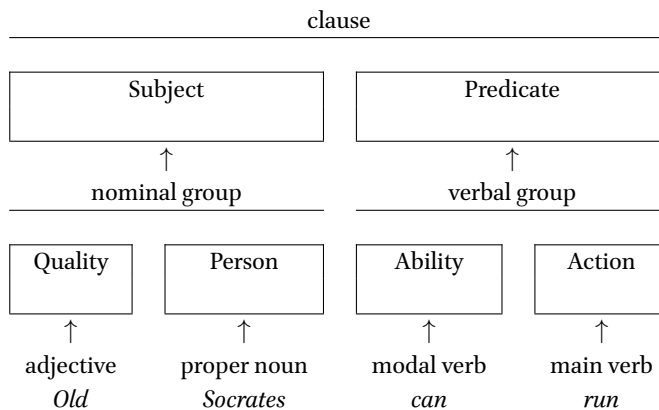 clause
Subject Predicate
↑ ↑
nominal group verbal group
Quality Person Ability Action
↑ ↑ ↑ ↑
adjective proper noun modal verb main verb
Old Socrates can run